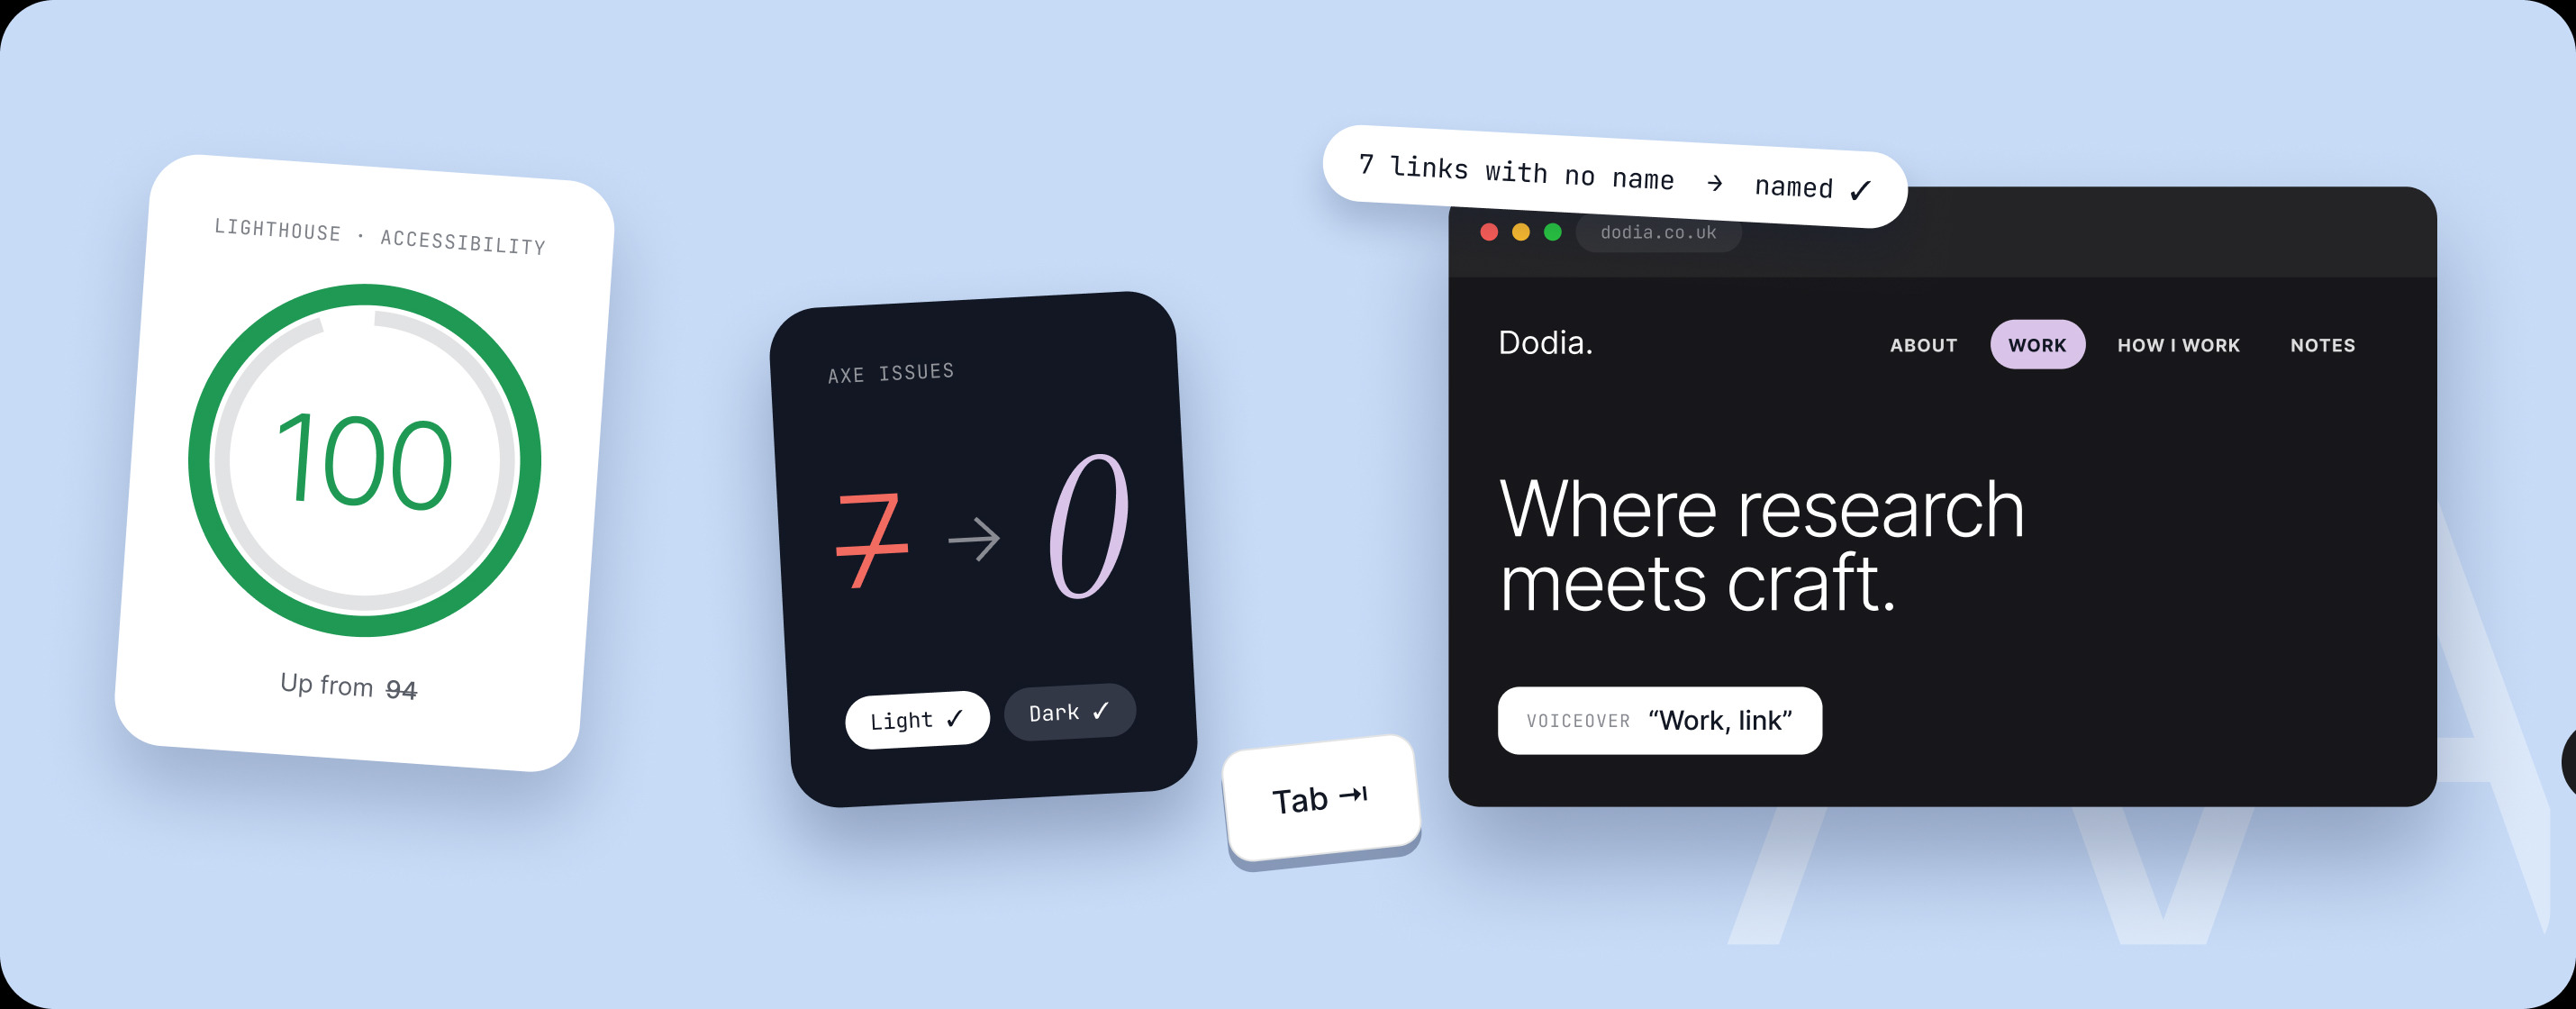 LIGHTHOUSE · ACCESSIBILITY
100
Up from 94
AXE ISSUES
7 → 0
Light ✓ Dark ✓
Tab ⇥
7 links with no name → named ✓
dodia.co.uk
Dodia.
ABOUT WORK HOW I WORK NOTES
Where research
meets craft.
VOICEOVER “Work, link”